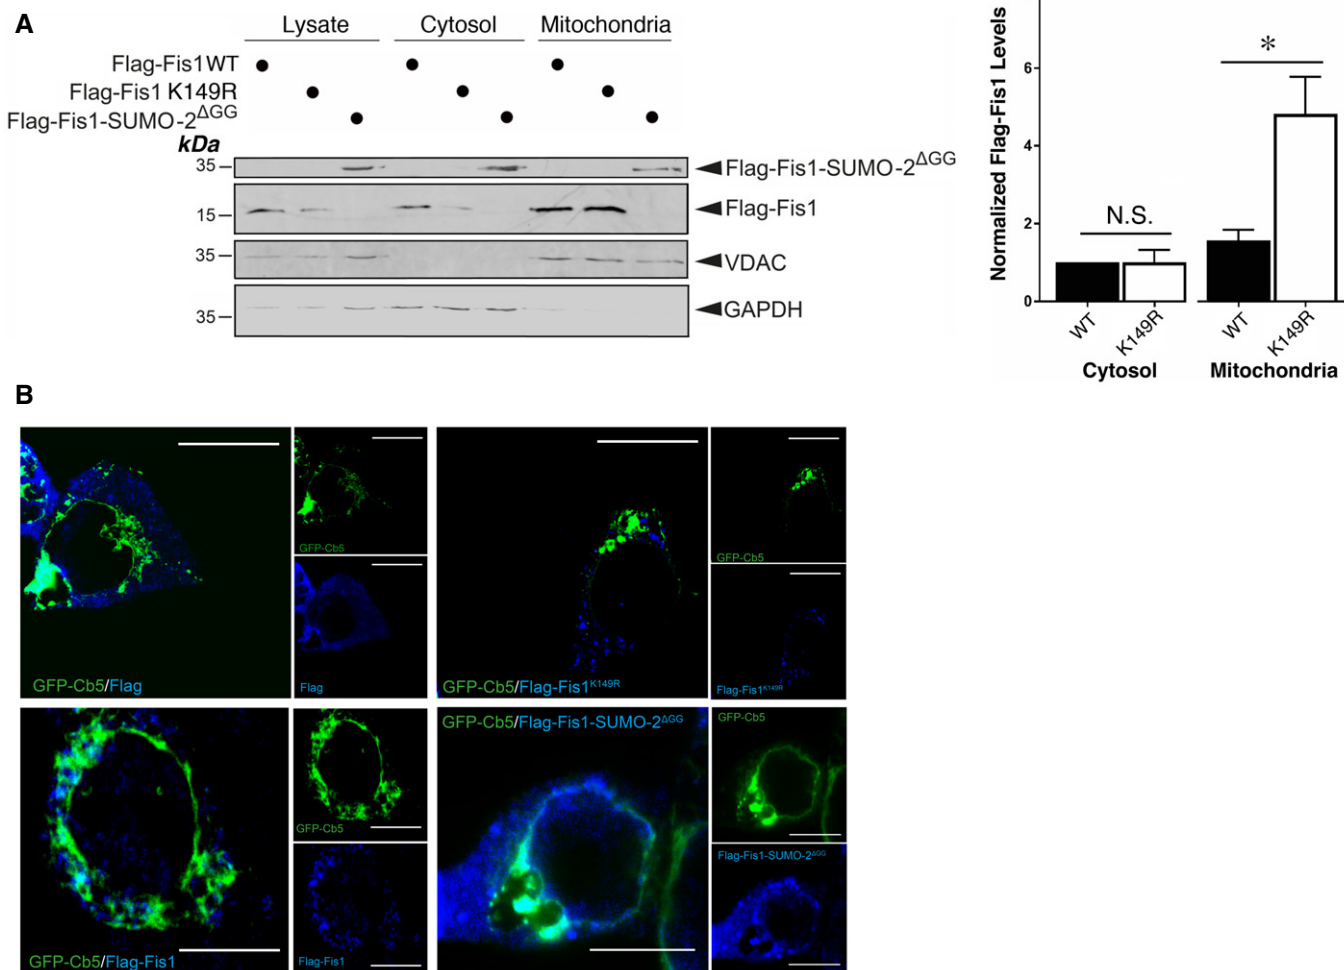 A
Lysate Cytosol Mitochondria
Flag-Fis1WT
Flag-Fis1 K149R
Flag-Fis1-SUMO-2ΔGG
kDa
35 Flag-Fis1-SUMO-2ΔGG
15 Flag-Fis1
35 VDAC
35 GAPDH
Normalized Flag-Fis1 Levels
6
4
2
0
N.S.
*
WT K149R WT K149R
Cytosol Mitochondria
B
GFP-Cb5/Flag
GFP-Cb5
Flag
GFP-Cb5/Flag-Fis1K149R
GFP-Cb5
Flag-Fis1K149R
GFP-Cb5/Flag-Fis1
GFP-Cb5
Flag-Fis1
GFP-Cb5/Flag-Fis1-SUMO-2ΔGG
GFP-Cb5
Flag-Fis1-SUMO-2ΔGG